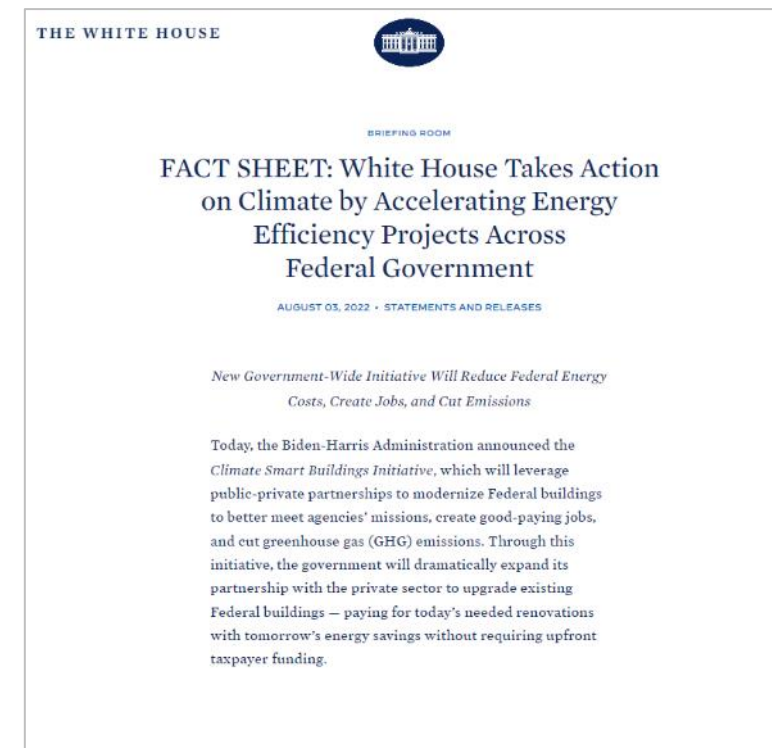 THE WHITE HOUSE
BRIEFING ROOM
FACT SHEET: White House Takes Action
on Climate by Accelerating Energy
Efficiency Projects Across
Federal Government
AUGUST 03, 2022 • STATEMENTS AND RELEASES
New Government-Wide Initiative Will Reduce Federal Energy
Costs, Create Jobs, and Cut Emissions
Today, the Biden-Harris Administration announced the
Climate Smart Buildings Initiative, which will leverage
public-private partnerships to modernize Federal buildings
to better meet agencies’ missions, create good-paying jobs,
and cut greenhouse gas (GHG) emissions. Through this
initiative, the government will dramatically expand its
partnership with the private sector to upgrade existing
Federal buildings — paying for today’s needed renovations
with tomorrow’s energy savings without requiring upfront
taxpayer funding.